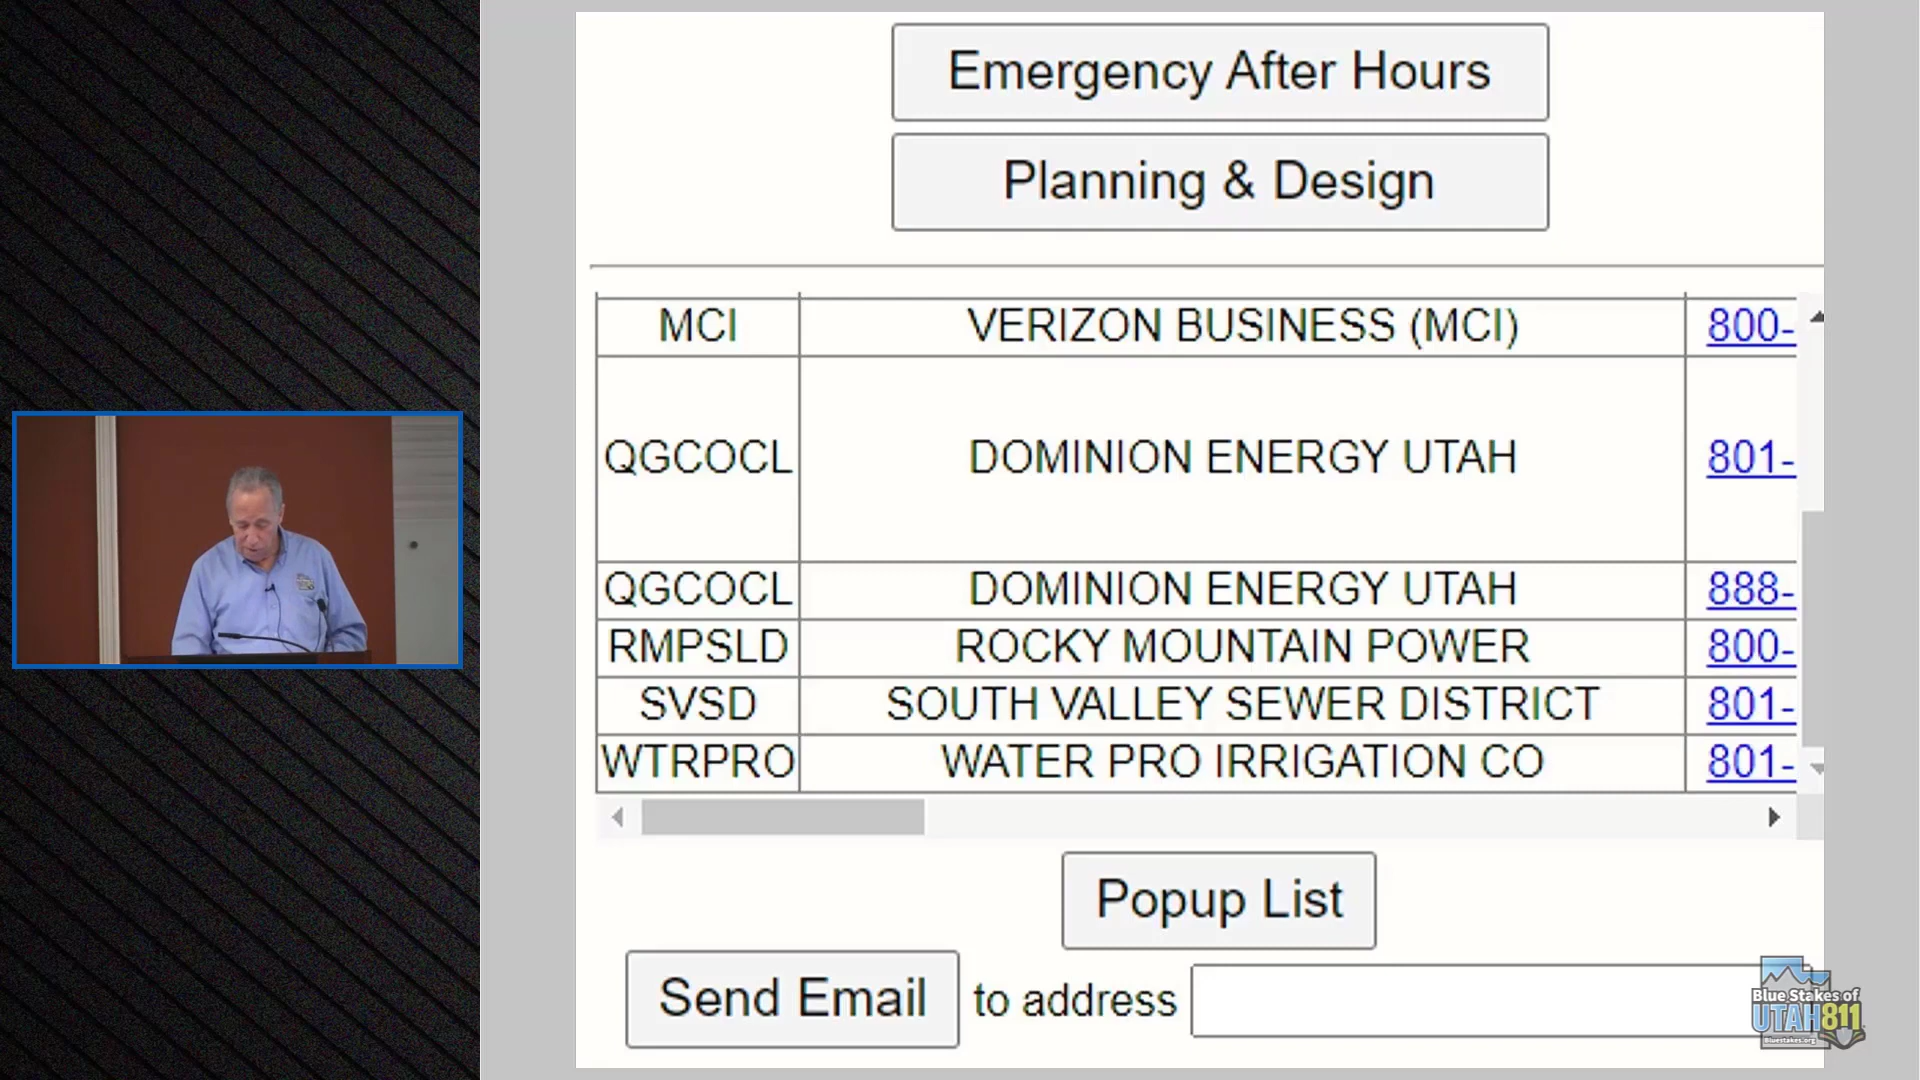 Emergency After Hours
Planning & Design
MCI VERIZON BUSINESS (MCI) 800-
QGCOCL DOMINION ENERGY UTAH 801-
QGCOCL DOMINION ENERGY UTAH 888-
RMPSLD ROCKY MOUNTAIN POWER 800-
SVSD SOUTH VALLEY SEWER DISTRICT 801-
WTRPRO WATER PRO IRRIGATION CO 801-
Popup List
Send Email to address
Blue Stakes of
UTAH811
Bluestakes.org